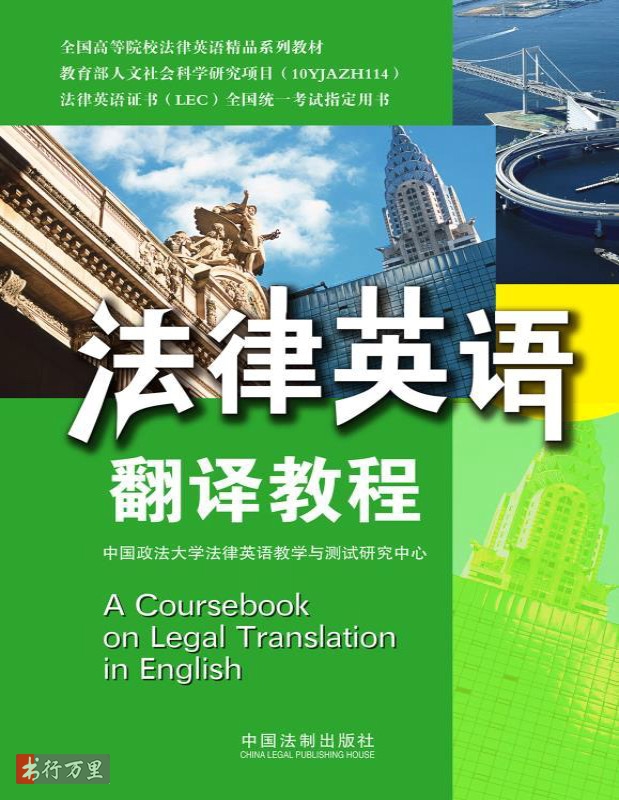 全国高等院校法律英语精品系列教材
教育部人文社会科学研究项目（10YJAZH114）
法律英语证书（LEC）全国统一考试指定用书
法律英语
翻译教程
中国政法大学法律英语教学与测试研究中心
A Coursebook
on Legal Translation
in English
中国法制出版社
CHINA LEGAL PUBLISHING HOUSE
书行万里